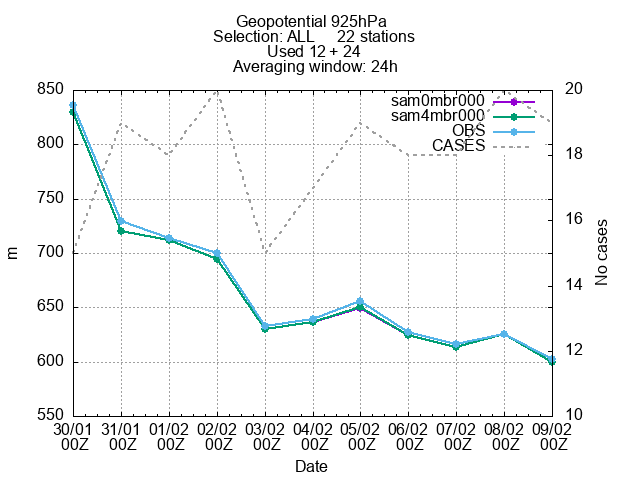 Geopotential 925hPa
Selection: ALL 22 stations
Used 12 + 24
Averaging window: 24h
850
800
750
700
650
600
550
m
20
18
16
14
12
10
No cases
sam0mbr000
sam4mbr000
OBS
CASES
30/01 31/01 01/02 02/02 03/02 04/02 05/02 06/02 07/02 08/02 09/02
00Z 00Z 00Z 00Z 00Z 00Z 00Z 00Z 00Z 00Z 00Z
Date